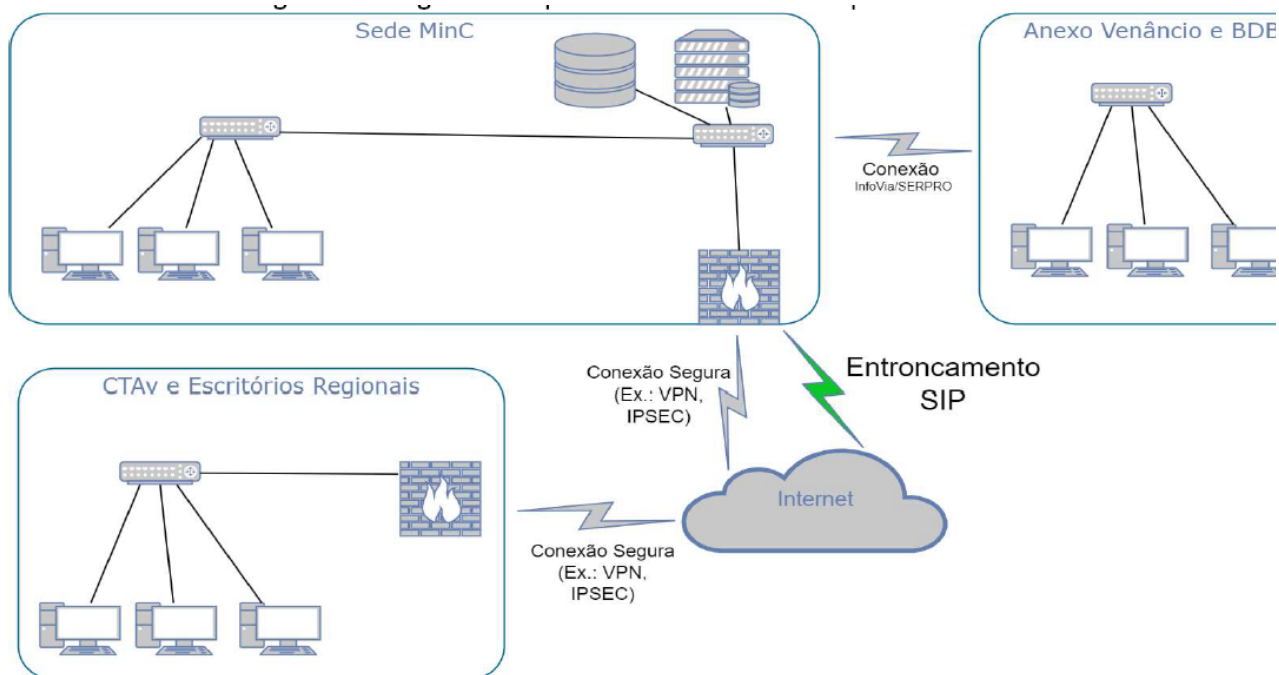 Sede MinC
Anexo Venâncio e BDB
Conexão
InfoVia/SERPRO
CTAv e Escritórios Regionais
Conexão Segura
(Ex.: VPN,
IPSEC)
Entroncamento
SIP
Internet
Conexão Segura
(Ex.: VPN,
IPSEC)